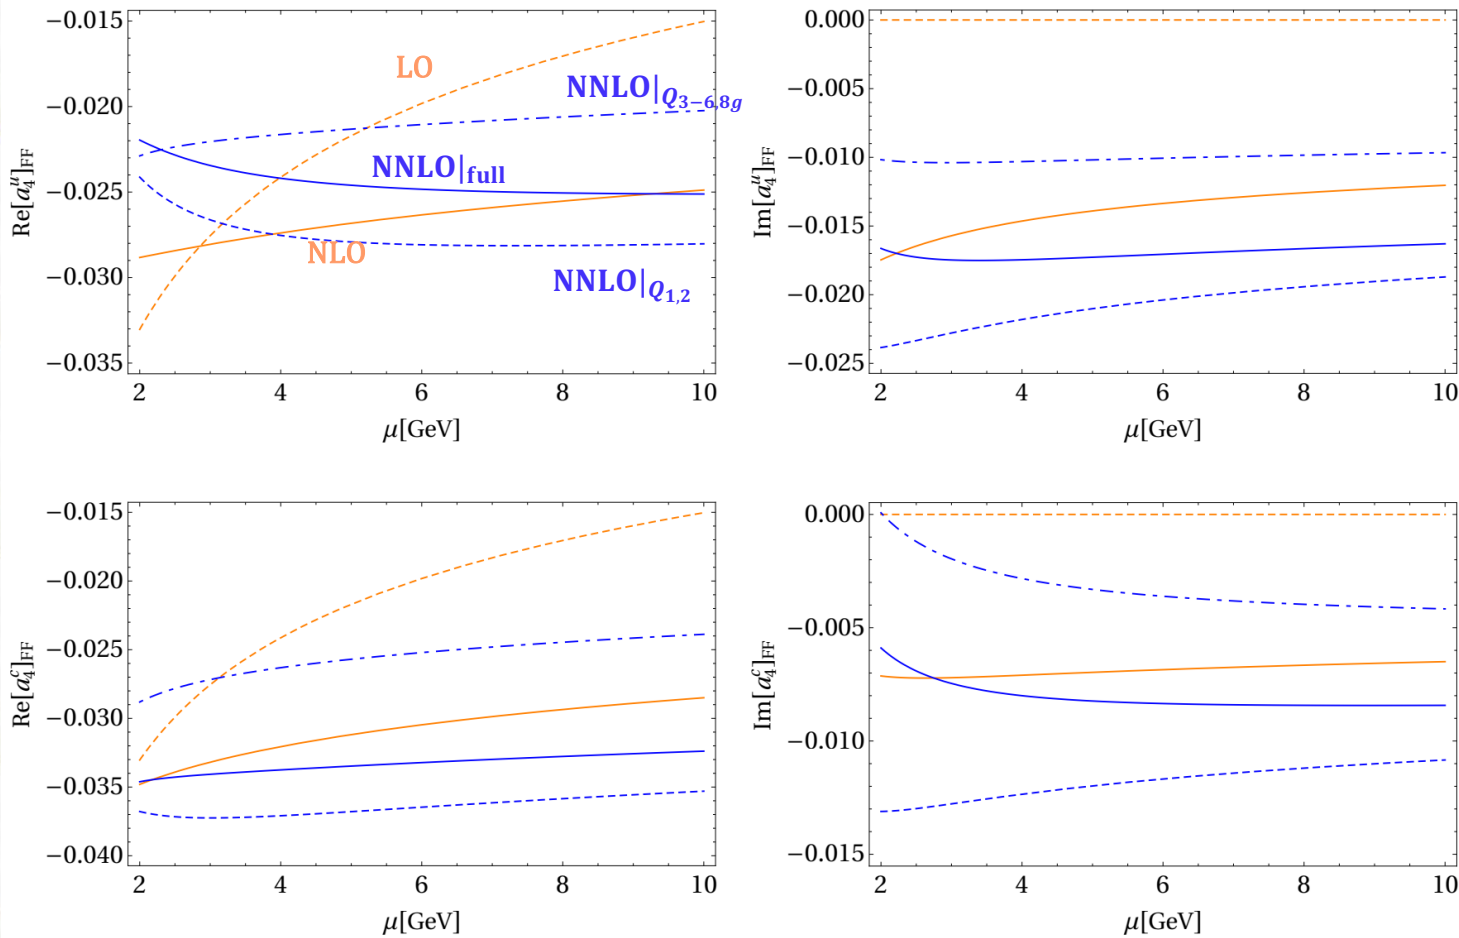 −0.015
−0.020
−0.025
−0.030
−0.035
Re[a₄ᵘ]FF
LO
NNLO|Q3−6,8g
NNLO|full
NLO
NNLO|Q1,2
2 4 6 8 10
μ[GeV]
0.000
−0.005
−0.010
−0.015
−0.020
−0.025
Im[a₄ᵘ]FF
2 4 6 8 10
μ[GeV]
−0.015
−0.020
−0.025
−0.030
−0.035
−0.040
Re[a₄ᶜ]FF
2 4 6 8 10
μ[GeV]
0.000
−0.005
−0.010
−0.015
Im[a₄ᶜ]FF
2 4 6 8 10
μ[GeV]